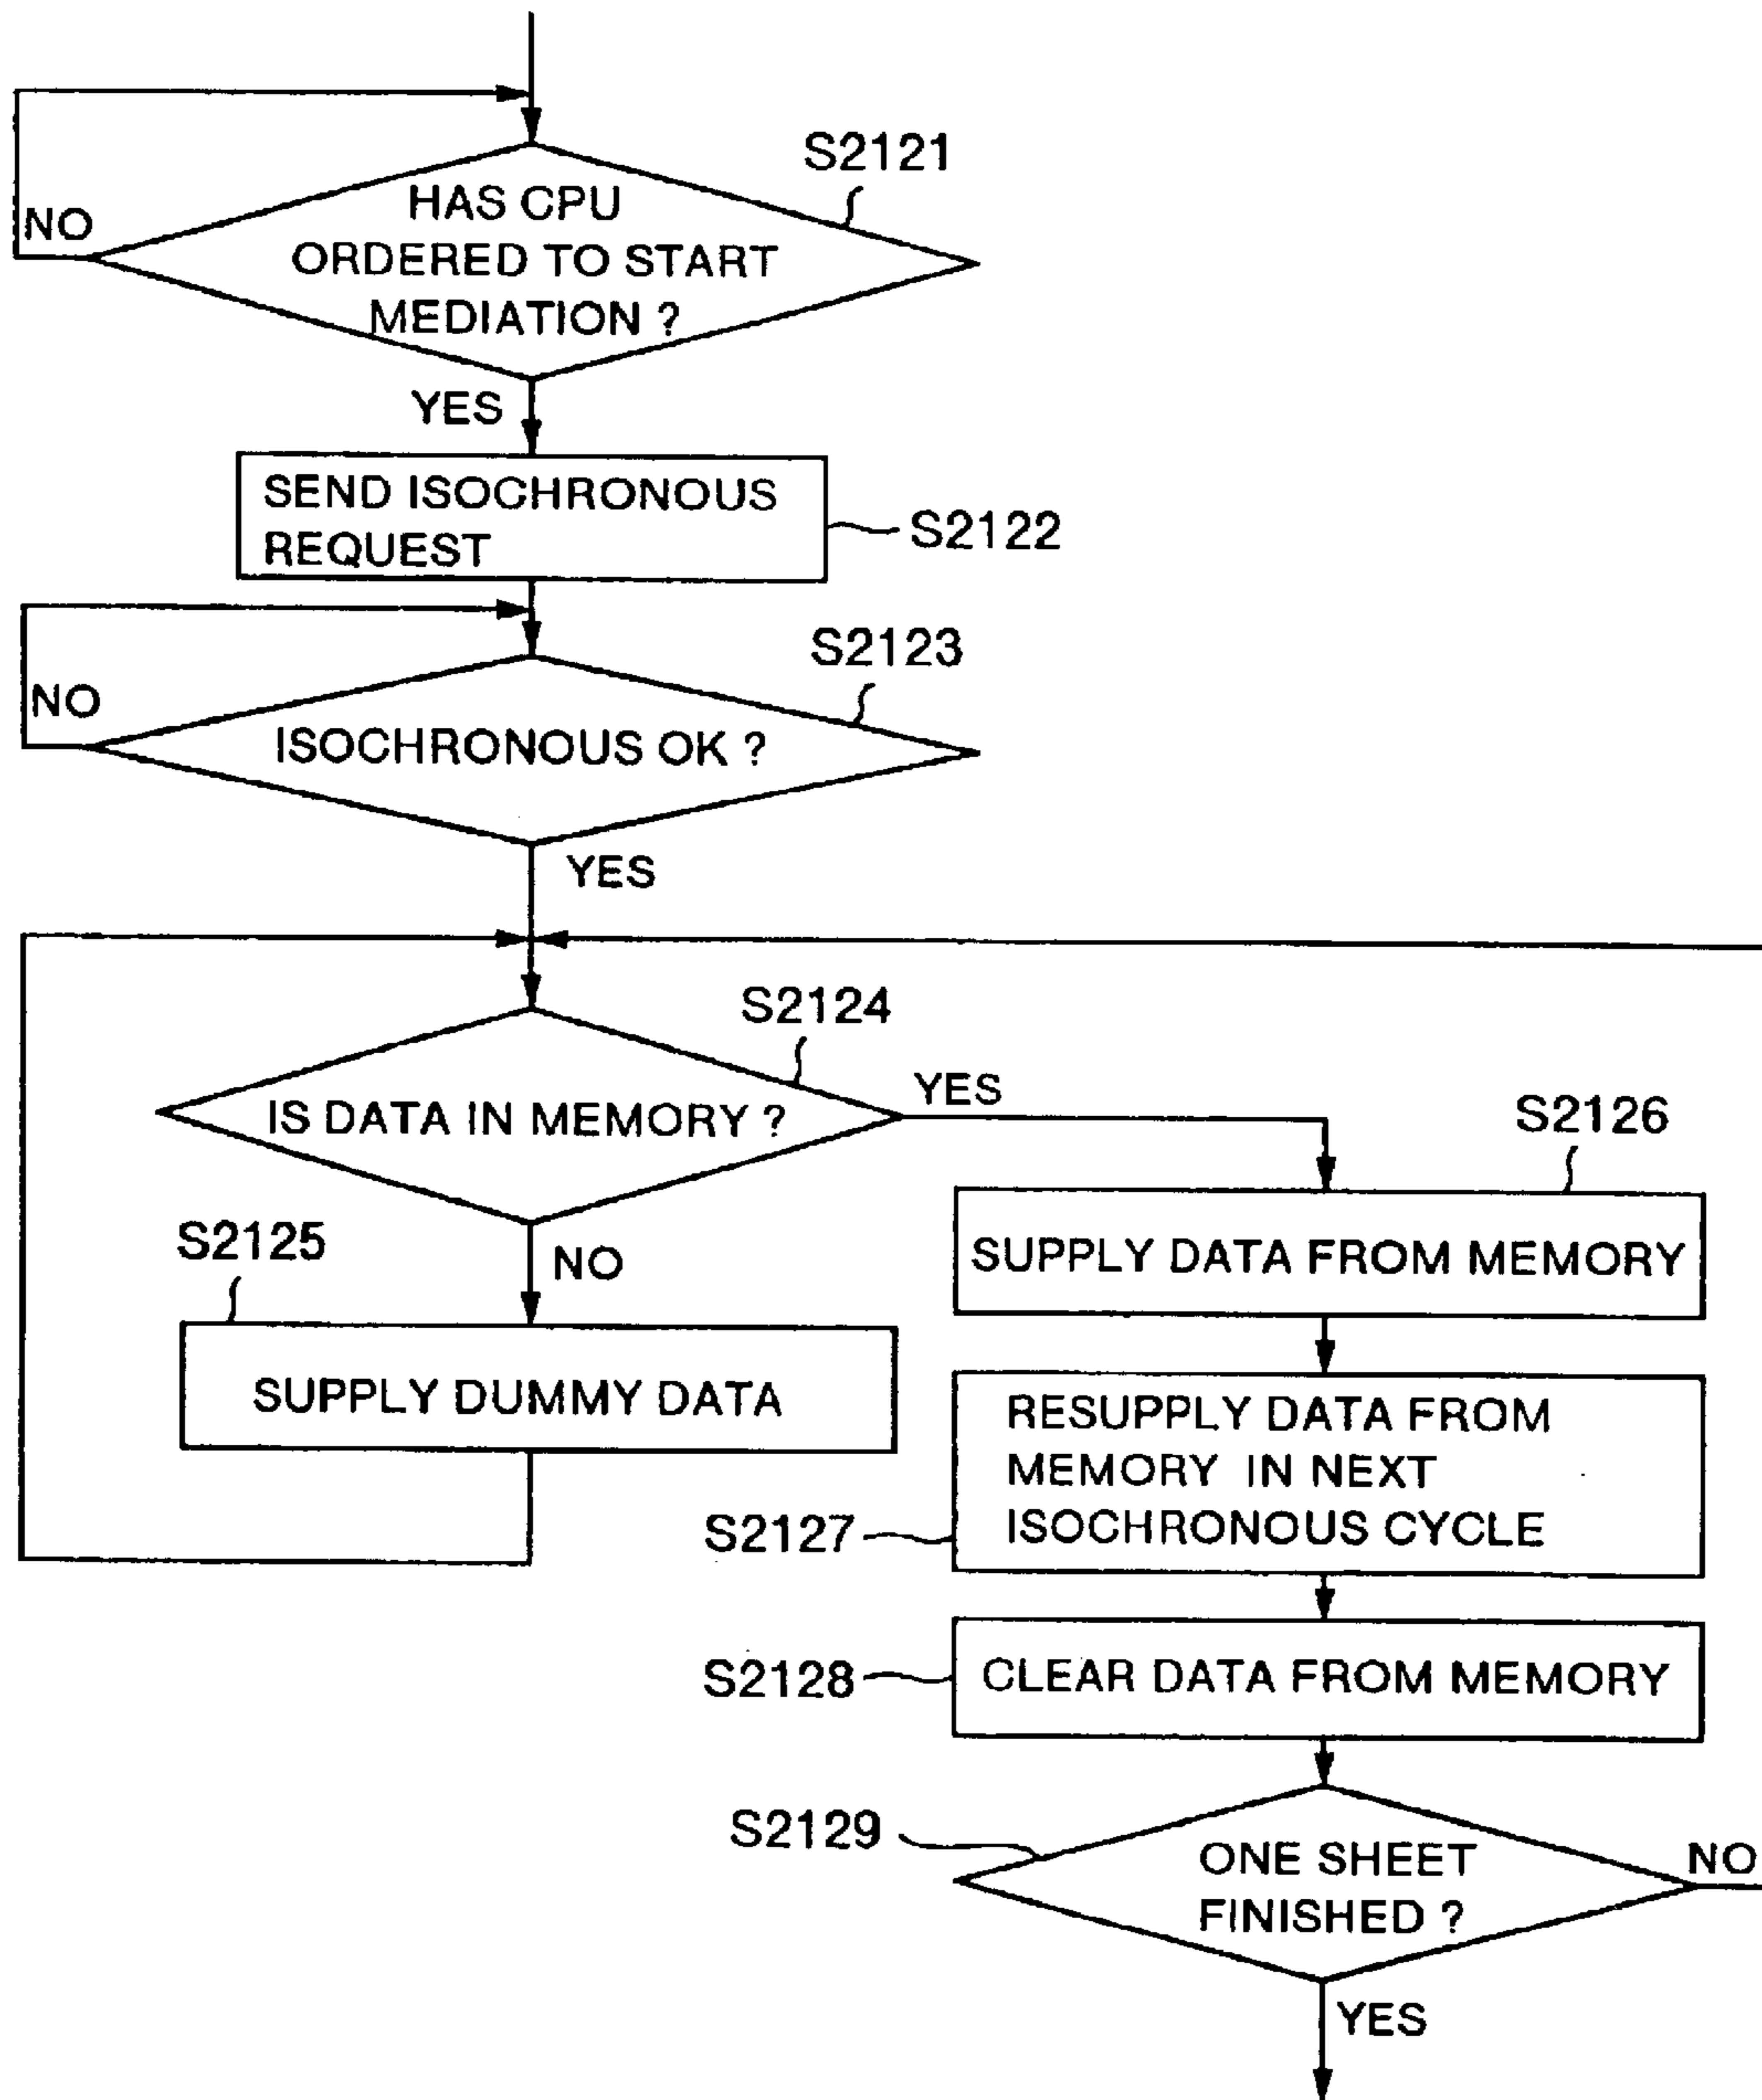 S2121
HAS CPU
NO
ORDERED TO START
MEDIATION ?
YES
SEND ISOCHRONOUS
REQUEST
S2122
S2123
NO
ISOCHRONOUS OK ?
YES
S2124
YES
IS DATA IN MEMORY ?
S2126
S2125
NO
SUPPLY DATA FROM MEMORY
SUPPLY DUMMY DATA
RESUPPLY DATA FROM
MEMORY IN NEXT
ISOCHRONOUS CYCLE
S2127
CLEAR DATA FROM MEMORY
S2128
S2129
ONE SHEET
FINISHED ?
NO
YES